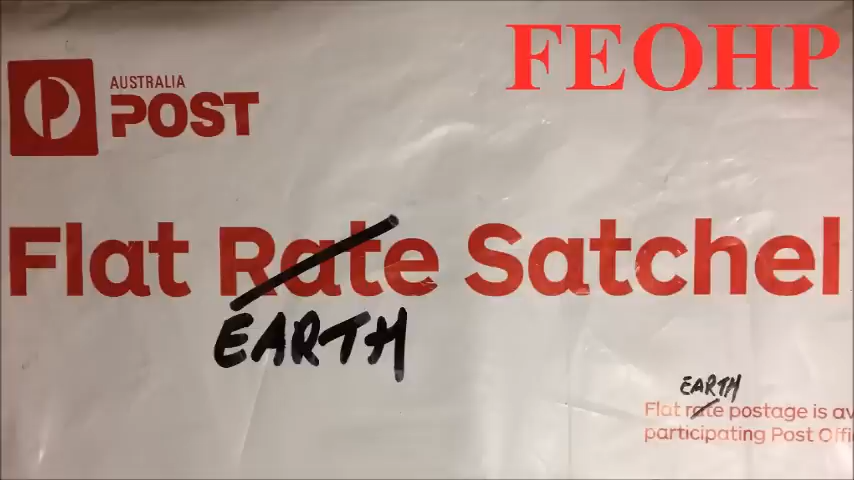 FEOHP
AUSTRALIA
POST
Flat Rate Satchel
EARTH
EARTH
Flat rate postage is av
participating Post Offi